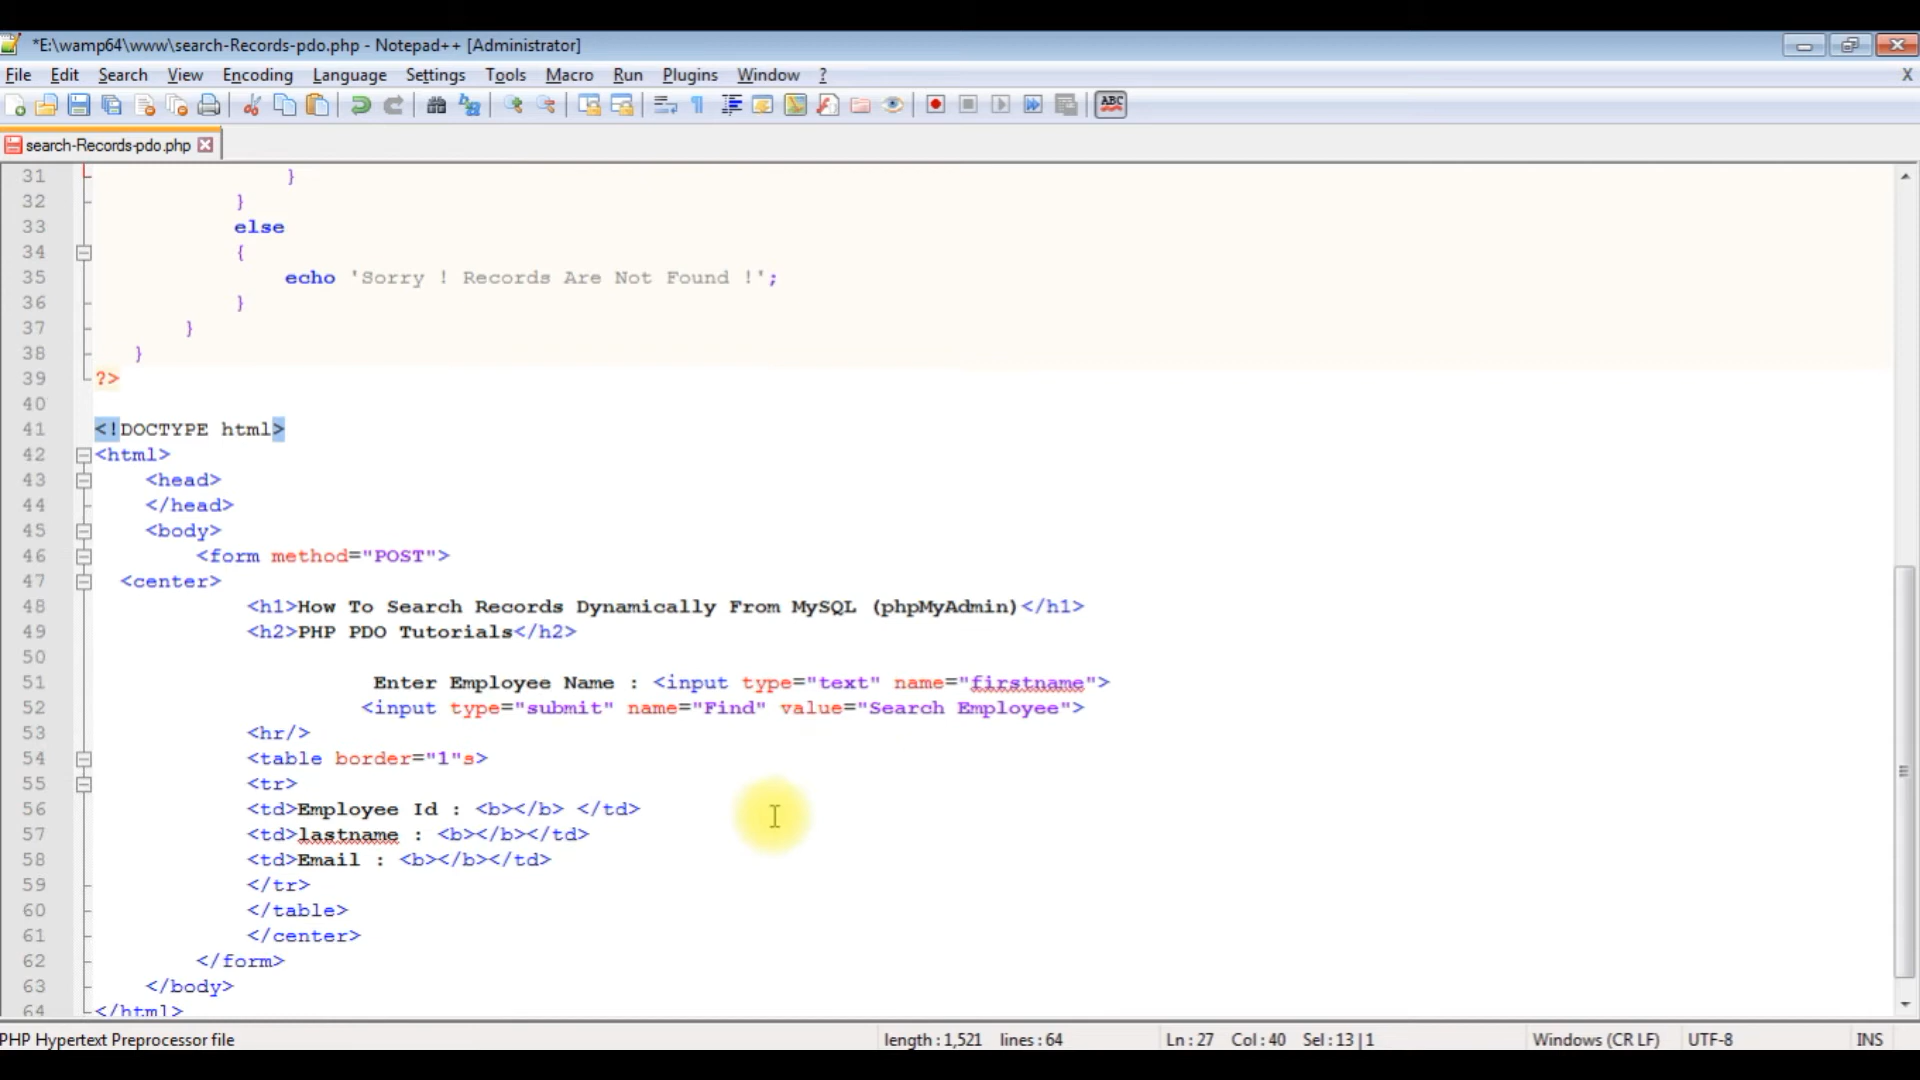 *E:\wamp64\www\search-Records-pdo.php - Notepad++ [Administrator]
File Edit Search View Encoding Language Settings Tools Macro Run Plugins Window ? X
ABC
search-Records-pdo.php
31 }
32 }
33 else
34 {
35 echo 'Sorry ! Records Are Not Found !';
36 }
37 }
38 }
39 ?>
40
41 <!DOCTYPE html>
42 <html>
43 <head>
44 </head>
45 <body>
46 <form method="POST">
47 <center>
48 <h1>How To Search Records Dynamically From MySQL (phpMyAdmin)</h1>
49 <h2>PHP PDO Tutorials</h2>
50
51 Enter Employee Name : <input type="text" name="firstname">
52 <input type="submit" name="Find" value="Search Employee">
53 <hr/>
54 <table border="1"s>
55 <tr>
56 <td>Employee Id : <b></b> </td>
57 <td>lastname : <b></b></td>
58 <td>Email : <b></b></td>
59 </tr>
60 </table>
61 </center>
62 </form>
63 </body>
64 </html>
PHP Hypertext Preprocessor file length : 1,521 lines : 64 Ln : 27 Col : 40 Sel : 13 | 1 Windows (CR LF) UTF-8 INS